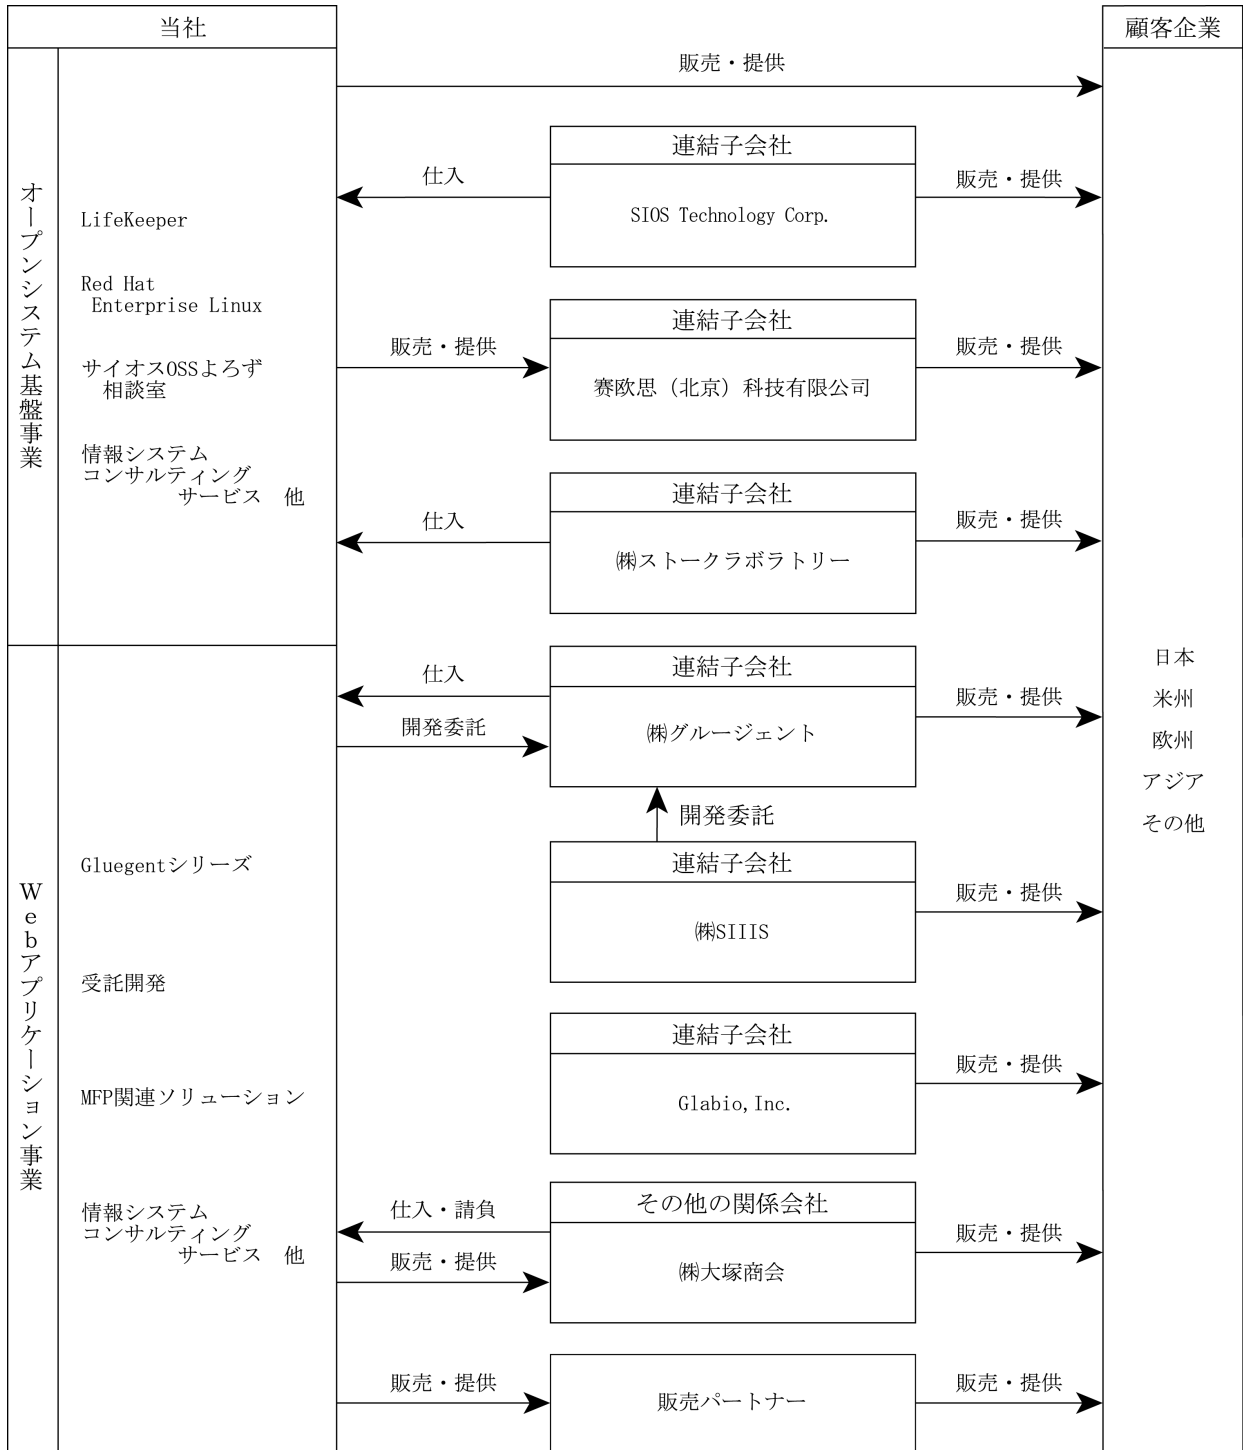 当社
顧客企業
オープンシステム基盤事業
LifeKeeper
Red Hat
Enterprise Linux
サイオスOSSよろず
相談室
情報システム
コンサルティング
サービス　他
販売・提供
連結子会社
仕入
SIOS Technology Corp.
販売・提供
連結子会社
販売・提供
赛欧思（北京）科技有限公司
販売・提供
連結子会社
仕入
㈱ストークラボラトリー
販売・提供
Webアプリケーション事業
Gluegentシリーズ
受託開発
MFP関連ソリューション
情報システム
コンサルティング
サービス　他
連結子会社
仕入
開発委託
㈱グルージェント
販売・提供
開発委託
連結子会社
㈱SIIIS
販売・提供
連結子会社
Glabio,Inc.
販売・提供
その他の関係会社
仕入・請負
販売・提供
㈱大塚商会
販売・提供
販売・提供
販売パートナー
販売・提供
日本
米州
欧州
アジア
その他